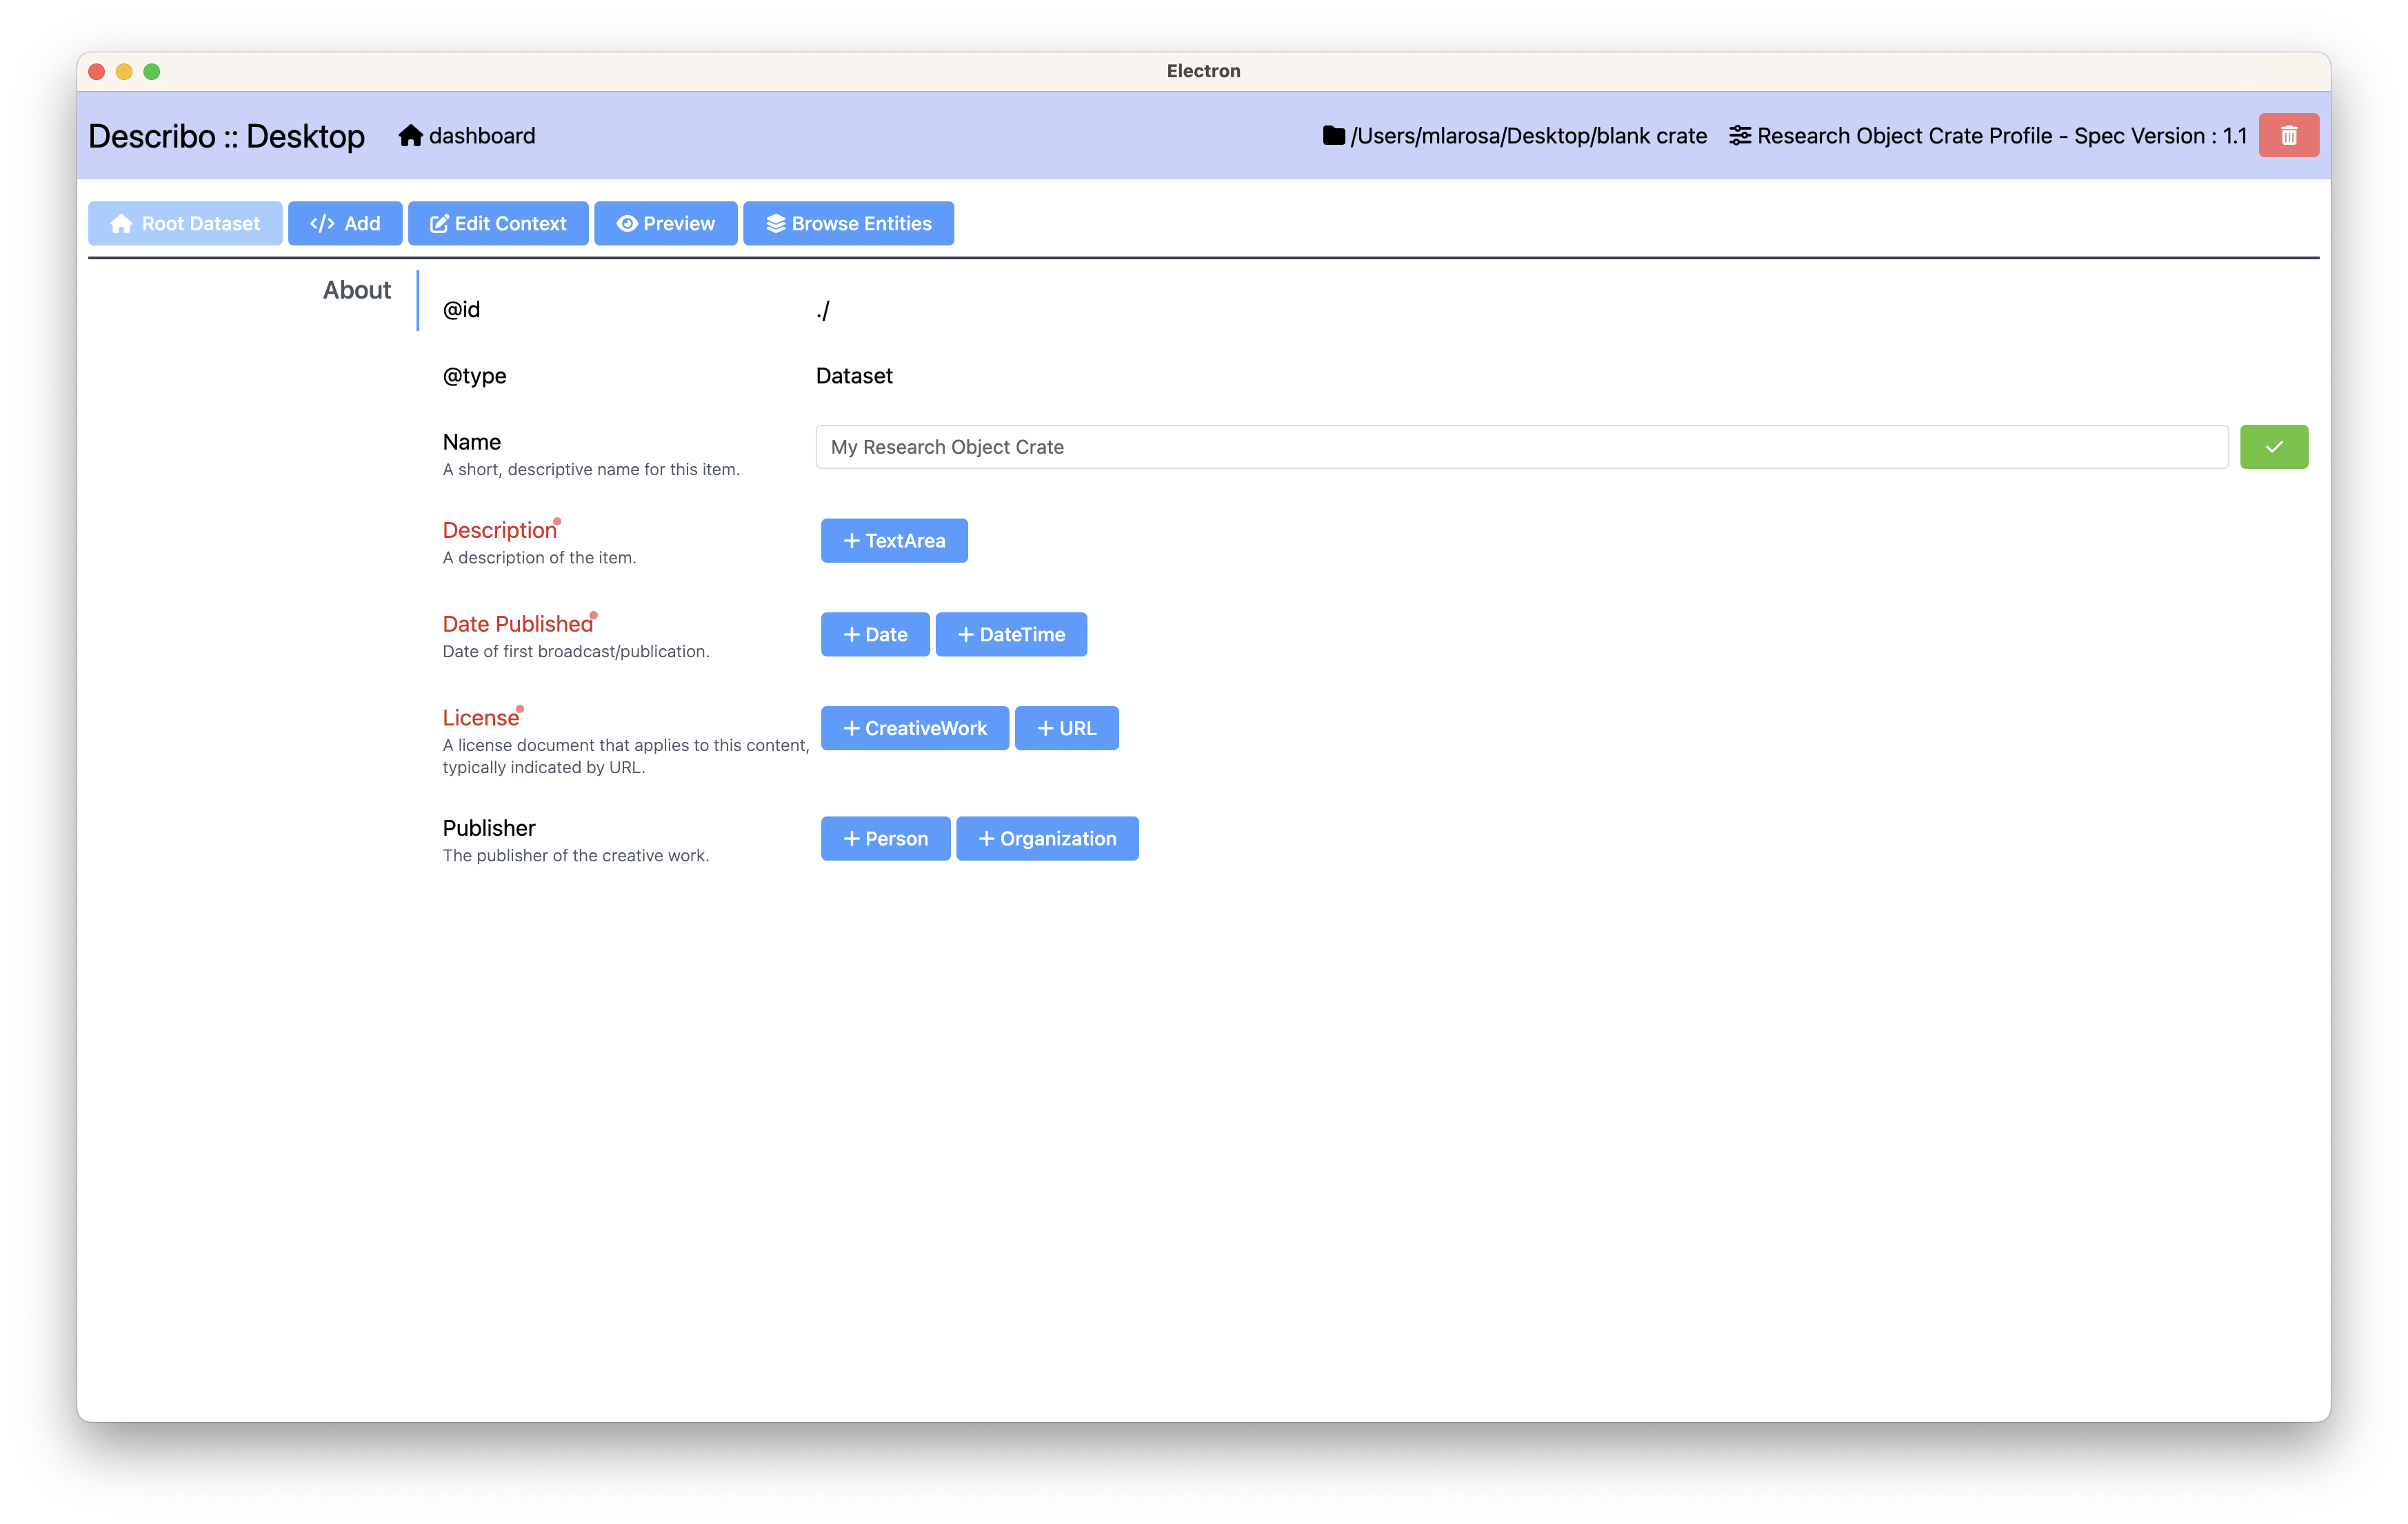 Electron
Describo :: Desktop dashboard /Users/mlarosa/Desktop/blank crate Research Object Crate Profile - Spec Version : 1.1
Root Dataset </> Add Edit Context Preview Browse Entities
About
@id ./
@type Dataset
Name My Research Object Crate
A short, descriptive name for this item.
Description + TextArea
A description of the item.
Date Published + Date + DateTime
Date of first broadcast/publication.
License + CreativeWork + URL
A license document that applies to this content,
typically indicated by URL.
Publisher + Person + Organization
The publisher of the creative work.